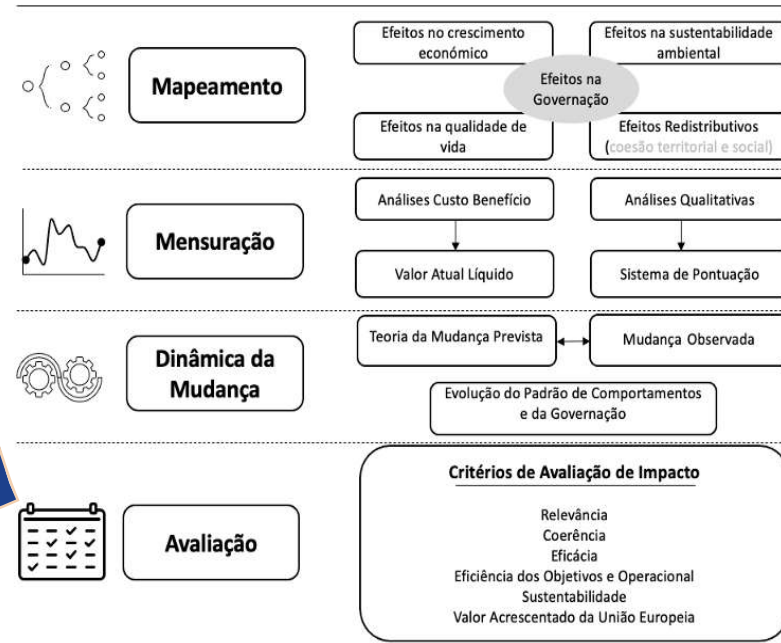 Mapeamento
Efeitos no crescimento
económico
Efeitos na sustentabilidade
ambiental
Efeitos na
Governação
Efeitos na qualidade de
vida
Efeitos Redistributivos
(coesão territorial e social)
Mensuração
Análises Custo Benefício
Análises Qualitativas
Valor Atual Líquido
Sistema de Pontuação
Dinâmica da
Mudança
Teoria da Mudança Prevista
Mudança Observada
Evolução do Padrão de Comportamentos
e da Governação
Avaliação
Critérios de Avaliação de Impacto
Relevância
Coerência
Eficácia
Eficiência dos Objetivos e Operacional
Sustentabilidade
Valor Acrescentado da União Europeia